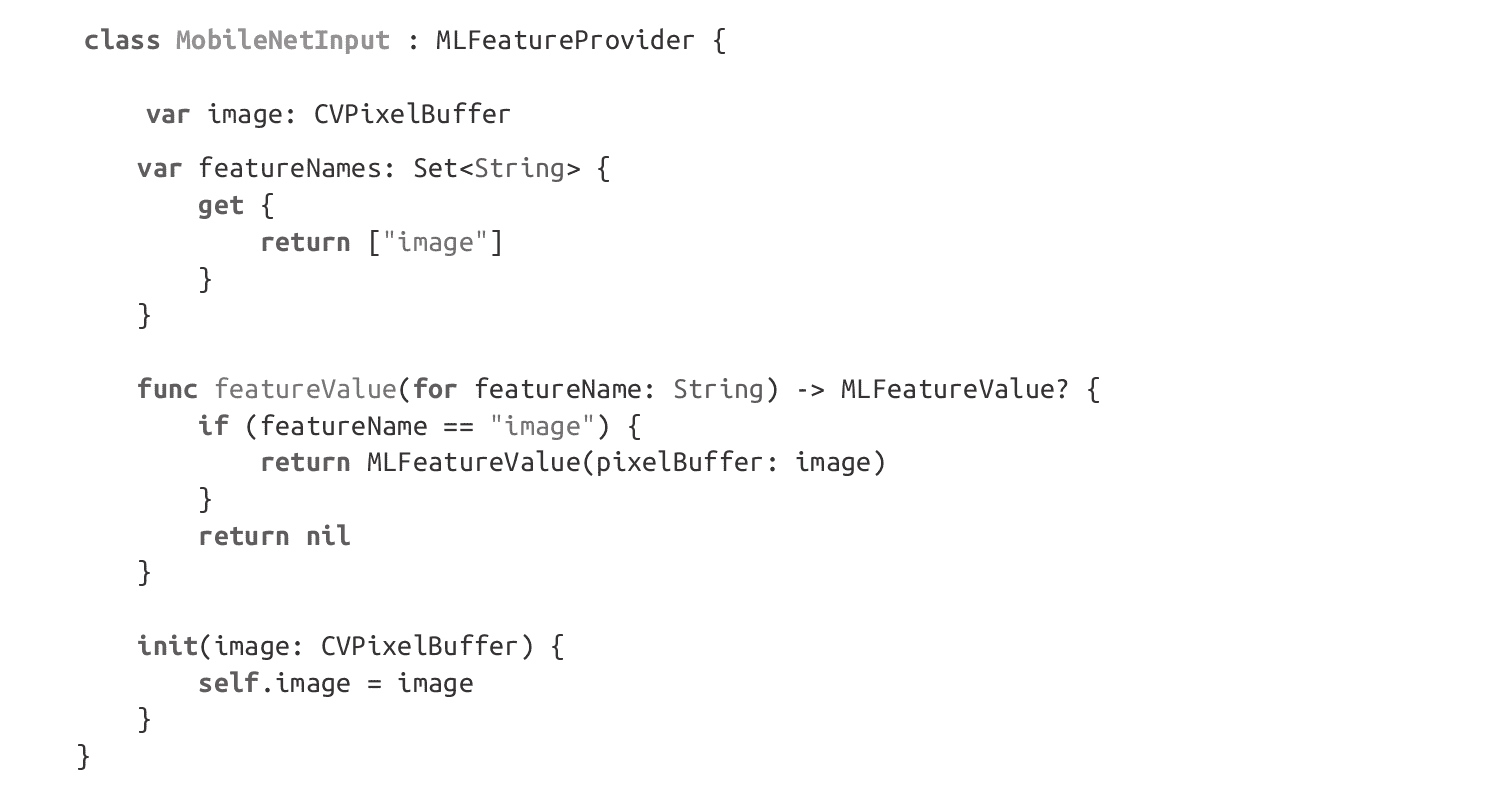 class MobileNetInput : MLFeatureProvider {
var image: CVPixelBuffer
var featureNames: Set<String> {
get {
return ["image"]
}
}
func featureValue(for featureName: String) -> MLFeatureValue? {
if (featureName == "image") {
return MLFeatureValue(pixelBuffer: image)
}
return nil
}
init(image: CVPixelBuffer) {
self.image = image
}
}